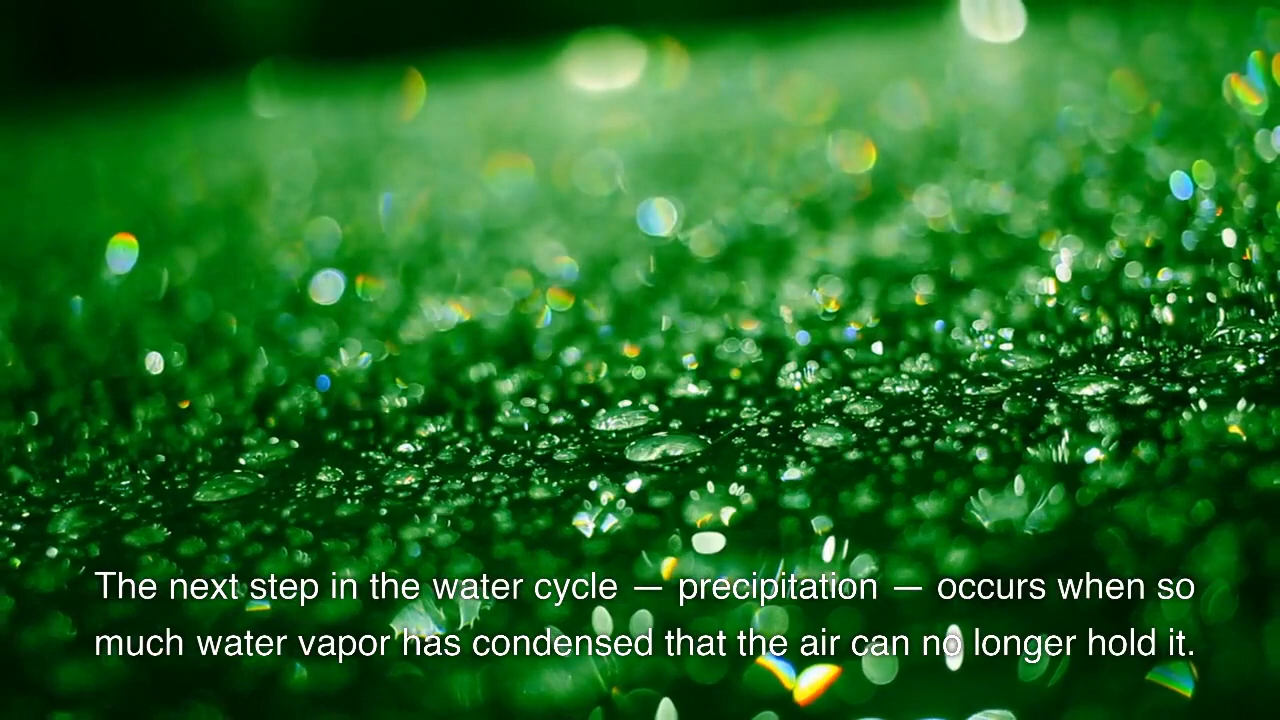 The next step in the water cycle — precipitation — occurs when so
much water vapor has condensed that the air can no longer hold it.